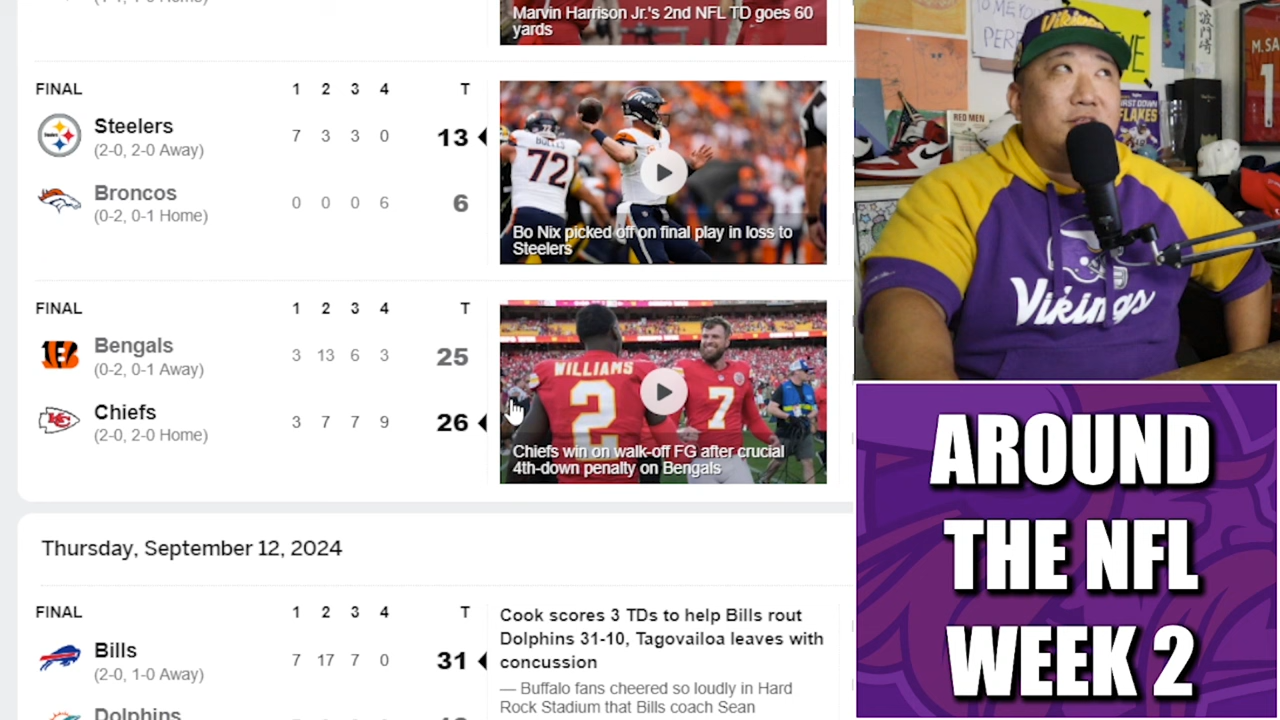 Marvin Harrison Jr.'s 2nd NFL TD goes 60
yards
FINAL 1 2 3 4 T
Steelers
(2-0, 2-0 Away)
7 3 3 0 13
Broncos
(0-2, 0-1 Home)
0 0 0 6 6
72
Bo Nix picked off on final play in loss to
Steelers
FINAL 1 2 3 4 T
Bengals
(0-2, 0-1 Away)
3 13 6 3 25
Chiefs
(2-0, 2-0 Home)
3 7 7 9 26
WILLIAMS
2
7
Chiefs win on walk-off FG after crucial
4th-down penalty on Bengals
Thursday, September 12, 2024
FINAL 1 2 3 4 T
Bills
(2-0, 1-0 Away)
7 17 7 0 31
Dolphins
Cook scores 3 TDs to help Bills rout
Dolphins 31-10, Tagovailoa leaves with
concussion
— Buffalo fans cheered so loudly in Hard
Rock Stadium that Bills coach Sean
TO ME
Vikings
RED MEN
FLAKES
Vikings
AROUND
THE NFL
WEEK 2